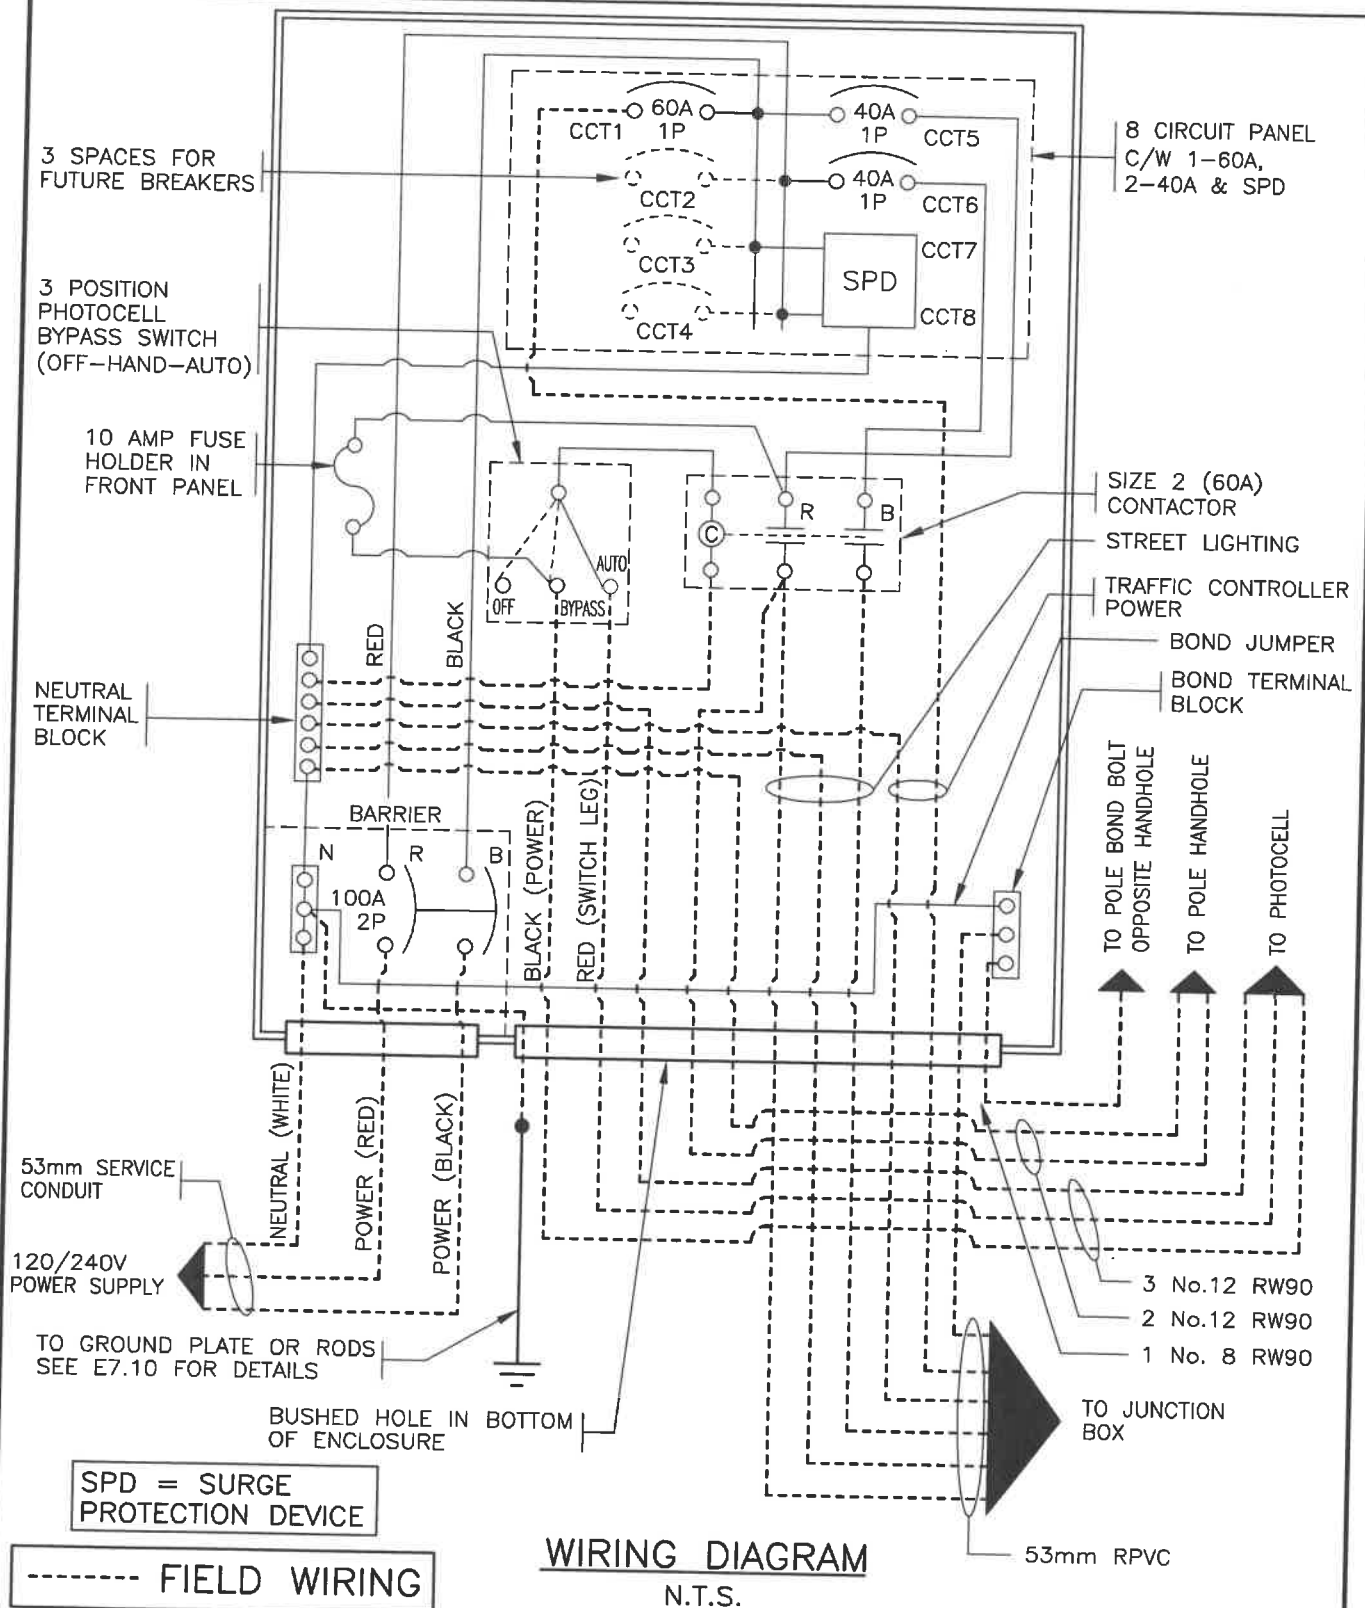 60A
1P
CCT1
40A
1P
CCT5
8 CIRCUIT PANEL
C/W 1-60A,
2-40A & SPD
3 SPACES FOR
FUTURE BREAKERS
CCT2
40A
1P
CCT6
CCT3
SPD
CCT7
CCT4
CCT8
3 POSITION
PHOTOCELL
BYPASS SWITCH
(OFF-HAND-AUTO)
10 AMP FUSE
HOLDER IN
FRONT PANEL
R
B
C
AUTO
OFF
BYPASS
SIZE 2 (60A)
CONTACTOR
STREET LIGHTING
TRAFFIC CONTROLLER
POWER
BOND JUMPER
BOND TERMINAL
BLOCK
RED
BLACK
NEUTRAL
TERMINAL
BLOCK
BARRIER
N
R
B
100A
2P
BLACK (POWER)
RED (SWITCH LEG)
TO POLE BOND BOLT
OPPOSITE HANDHOLE
TO POLE HANDHOLE
TO PHOTOCELL
NEUTRAL (WHITE)
POWER (RED)
POWER (BLACK)
53mm SERVICE
CONDUIT
120/240V
POWER SUPPLY
TO GROUND PLATE OR RODS
SEE E7.10 FOR DETAILS
BUSHED HOLE IN BOTTOM
OF ENCLOSURE
3 No.12 RW90
2 No.12 RW90
1 No. 8 RW90
TO JUNCTION
BOX
53mm RPVC
SPD = SURGE
PROTECTION DEVICE
FIELD WIRING
WIRING DIAGRAM
N.T.S.